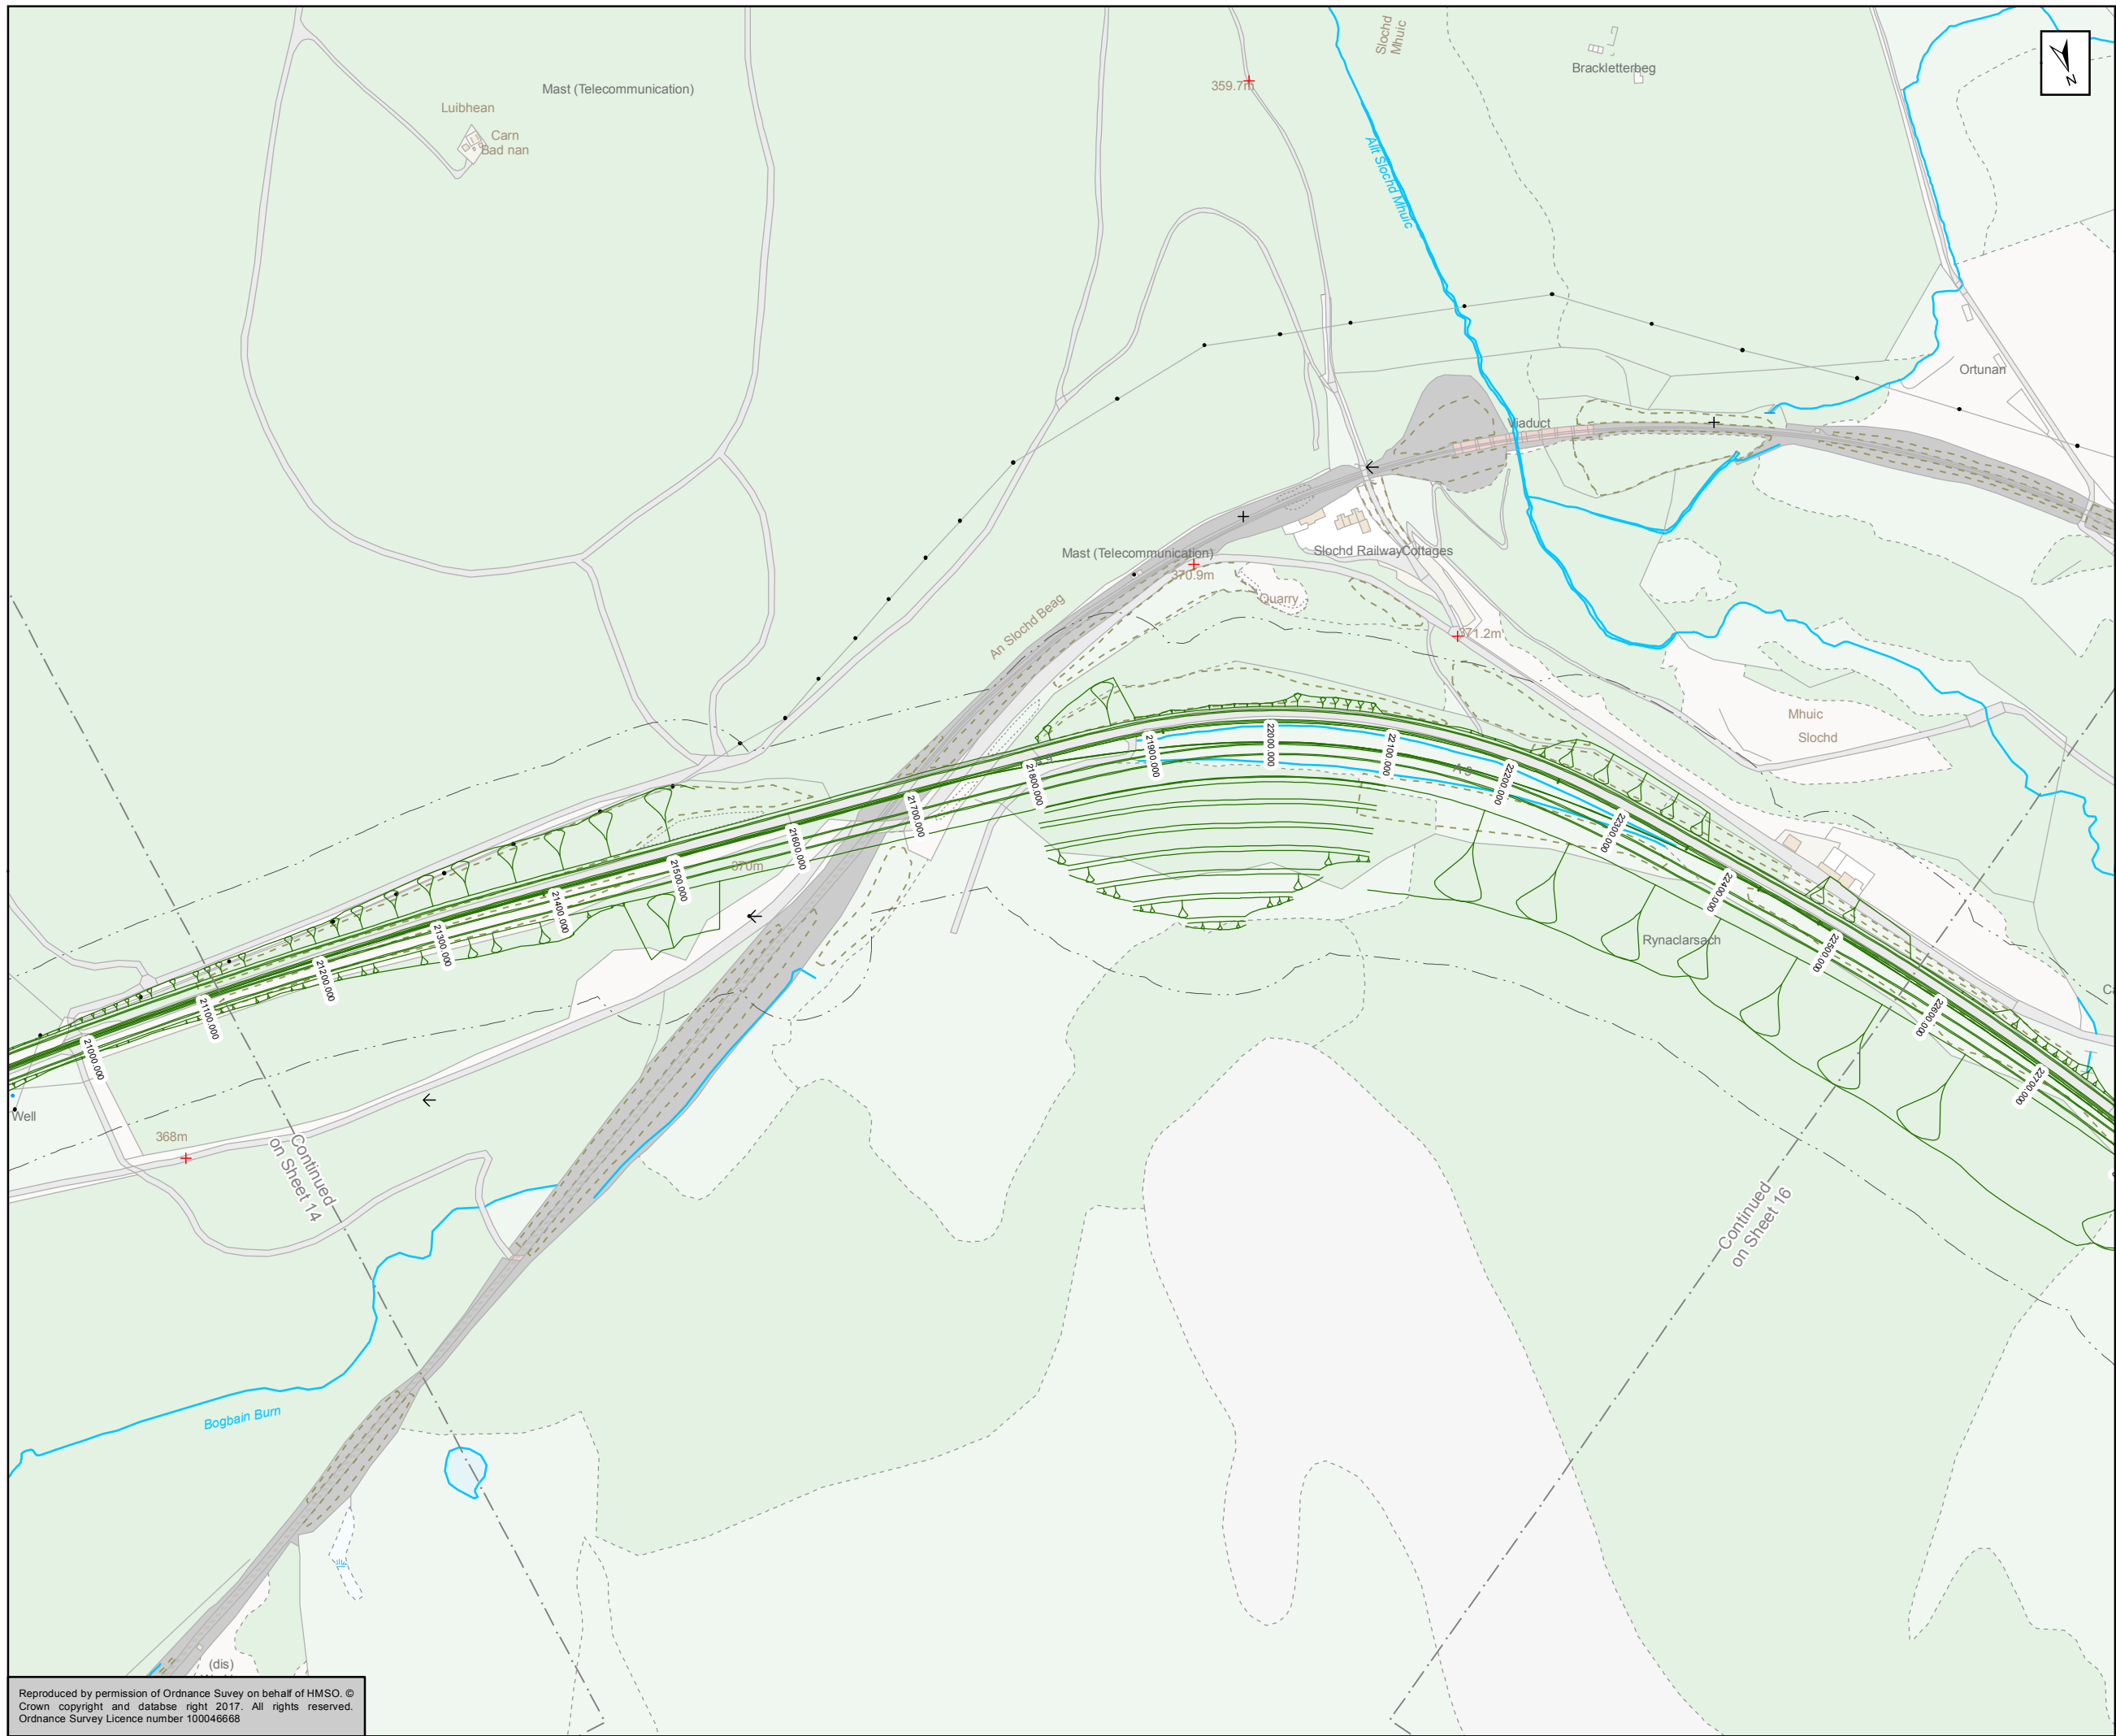 Slochd
Mhuic
Brackletterbeg
N
Mast (Telecommunication)
359.7m
Luibhean
Carn
Bad nan
Allt Slochd Mhuic
Ortunan
Viaduct
Mast (Telecommunication)
Slochd RailwayCottages
370.9m
Quarry
An Slochd Beag
371.2m
Mhuic
Slochd
A 9
A 9
21000.000
21100.000
21200.000
21300.000
21400.000
21500.000
21600.000
21700.000
21800.000
21900.000
22000.000
22100.000
22200.000
22300.000
22400.000
22500.000
22600.000
22700.000
370m
Rynaclarsach
Ca
Well
368m
Continued
on Sheet 14
Continued
on Sheet 16
Bogbain Burn
(dis)
Reproduced by permission of Ordnance Suvey on behalf of HMSO. ©
Crown copyright and databse right 2017. All rights reserved.
Ordnance Survey Licence number 100046668